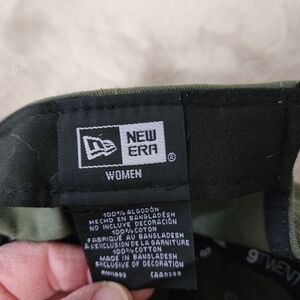 NEW
ERA
®
WOMEN
100% ALGODÓN
HECHO EN BANGLADÉSH
NO INCLUYE DECORACIÓN
100% COTON
FABRIQUÉ AU BANGLADESH
À L'EXCLUSION DE LA GARNITURE
100% COTTON
MADE IN BANGLADESH
EXCLUSIVE OF DECORATION